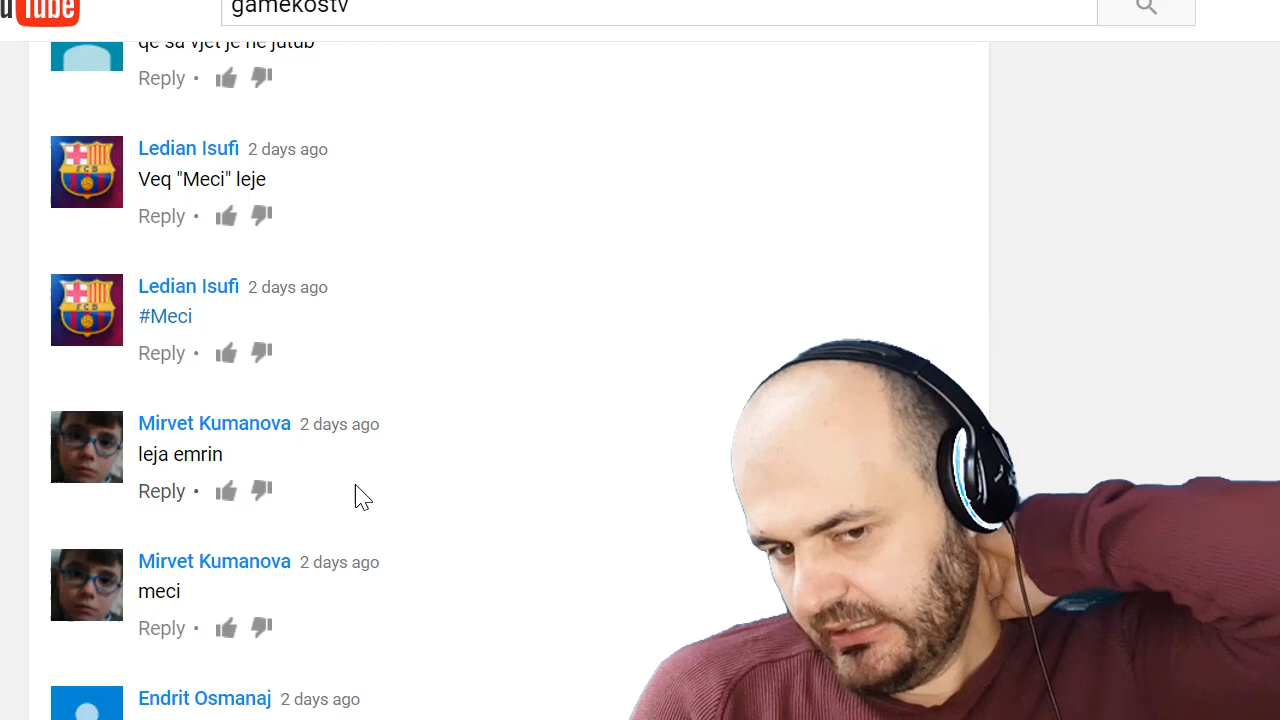 Tube
gamekostv
qe sa vjet je ne jutub
Reply •
Ledian Isufi 2 days ago
Veq "Meci" leje
Reply •
Ledian Isufi 2 days ago
#Meci
Reply •
Mirvet Kumanova 2 days ago
leja emrin
Reply •
Mirvet Kumanova 2 days ago
meci
Reply •
Endrit Osmanaj 2 days ago